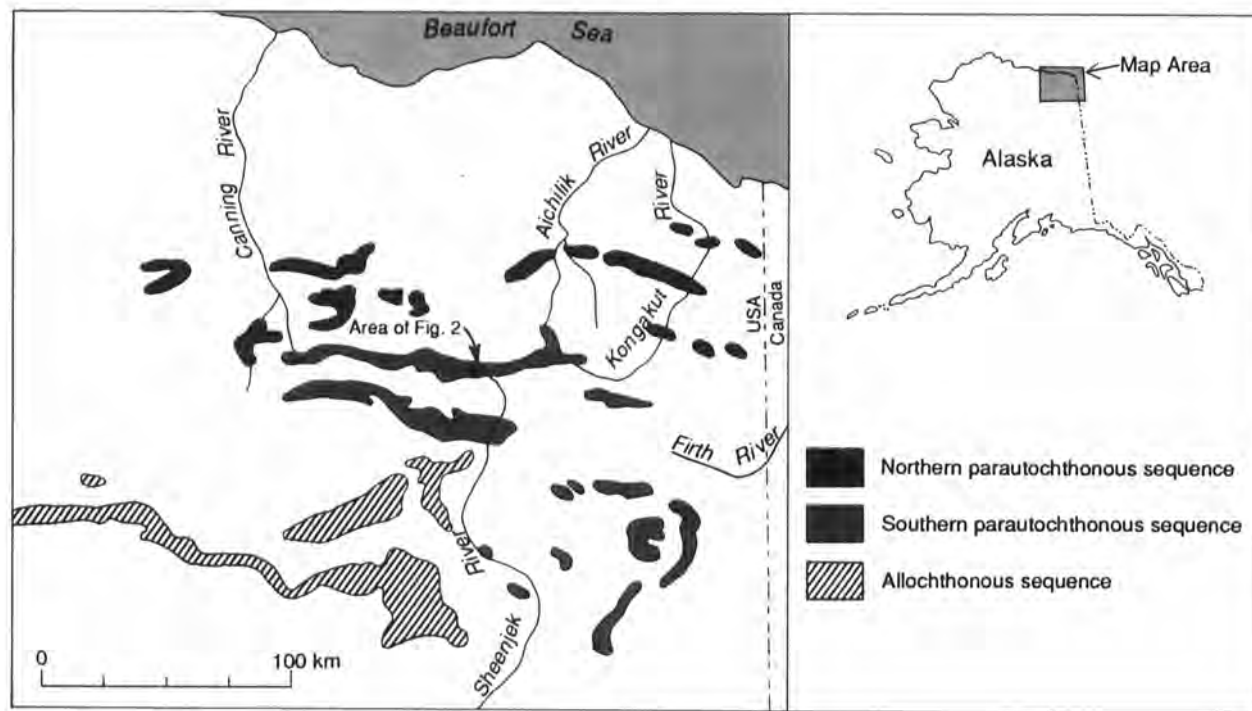 Beaufort Sea
Canning River
Aichilik River
Kongakut River
USA
Canada
Area of Fig. 2
Firth River
Sheenjek River
0 100 km
Map Area
Alaska
Northern parautochthonous sequence
Southern parautochthonous sequence
Allochthonous sequence